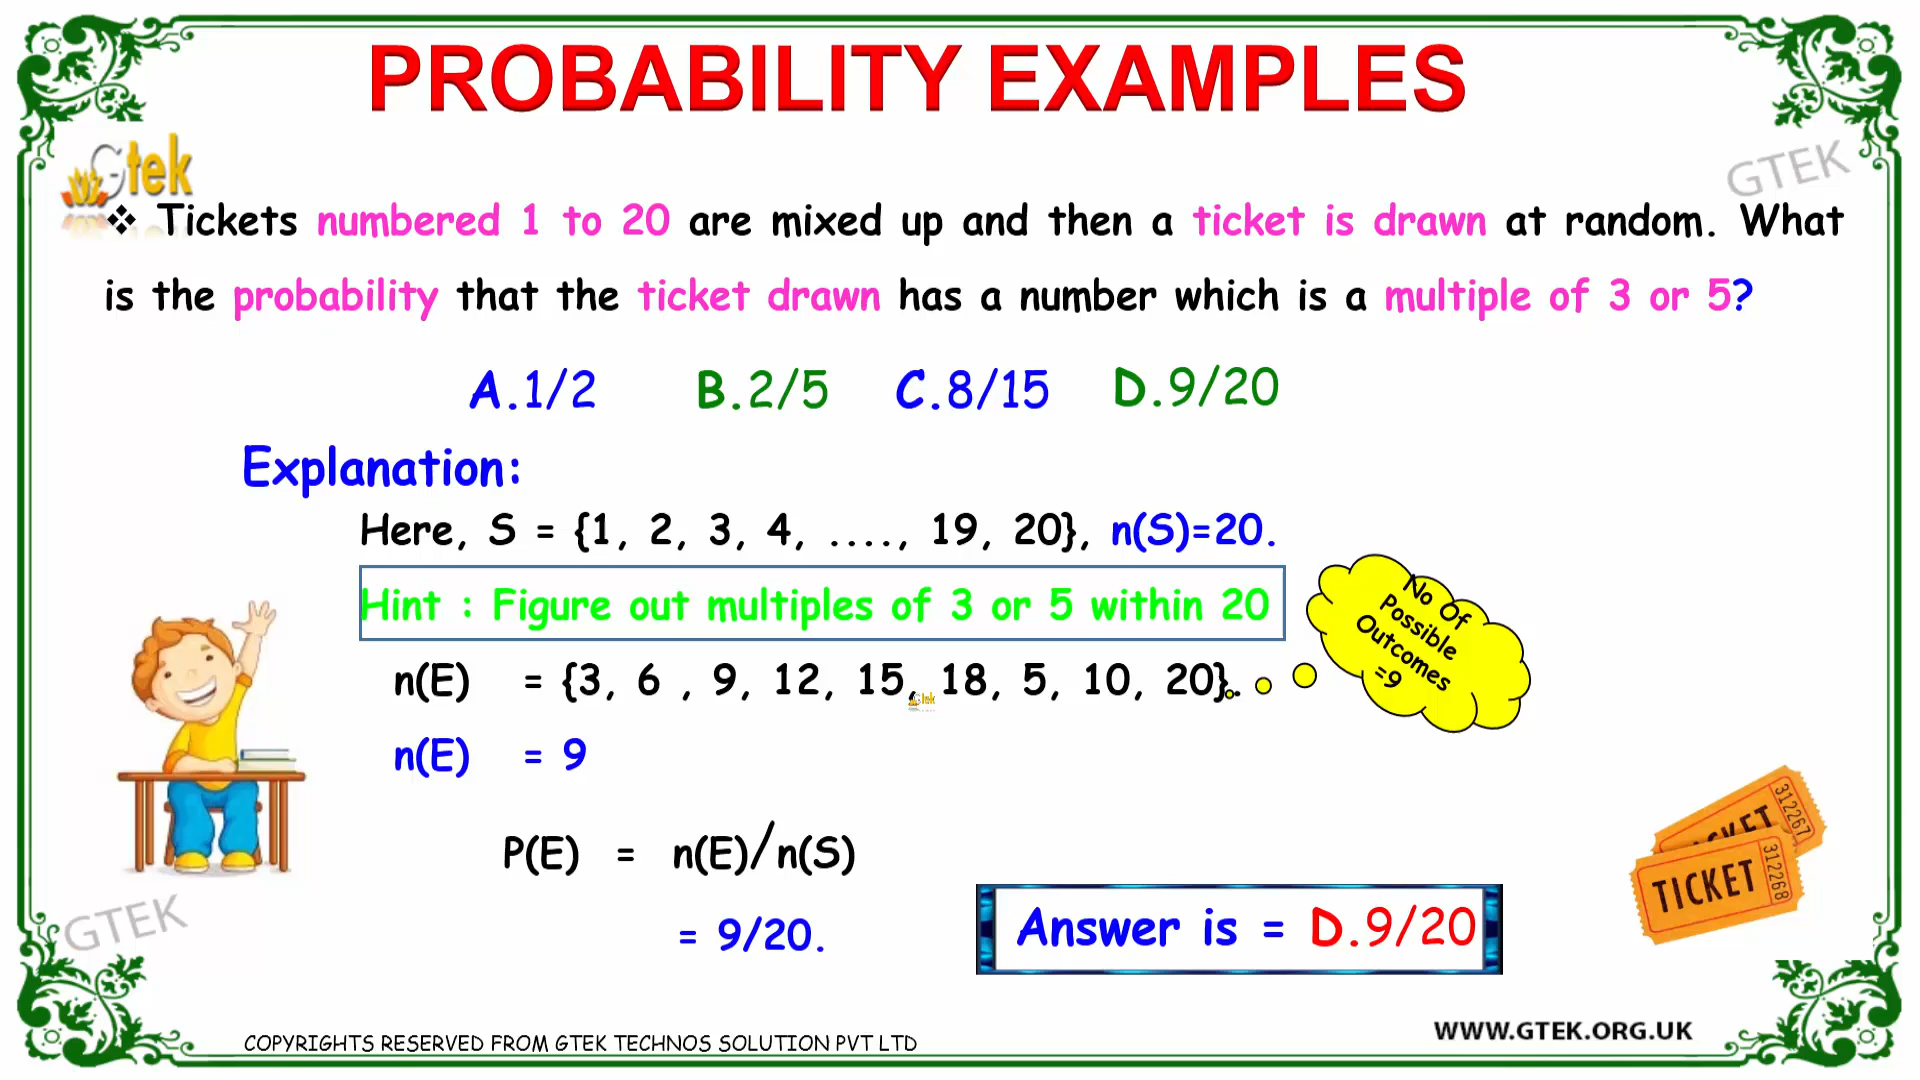 PROBABILITY EXAMPLES
Gtek
GTEK
❖ Tickets numbered 1 to 20 are mixed up and then a ticket is drawn at random. What
is the probability that the ticket drawn has a number which is a multiple of 3 or 5?
A.1/2 B.2/5 C.8/15 D.9/20
Explanation:
Here, S = {1, 2, 3, 4, ...., 19, 20}, n(S)=20.
Hint : Figure out multiples of 3 or 5 within 20
No Of
Possible
Outcomes
=9
n(E) = {3, 6 , 9, 12, 15, 18, 5, 10, 20}.
Gtek
n(E) = 9
P(E) = n(E)/n(S)
= 9/20.
Answer is = D.9/20
312267
TICKET
312268
GTEK
COPYRIGHTS RESERVED FROM GTEK TECHNOS SOLUTION PVT LTD
WWW.GTEK.ORG.UK